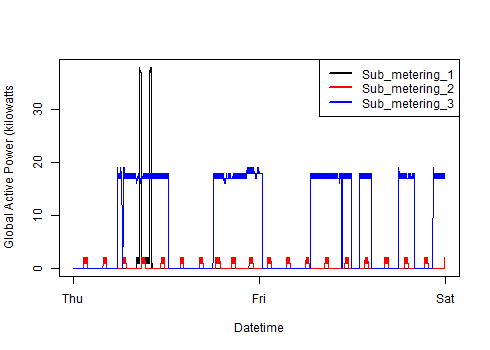 Sub_metering_1
Sub_metering_2
Sub_metering_3
Global Active Power (kilowatts
30
20
10
0
Thu Fri Sat
Datetime